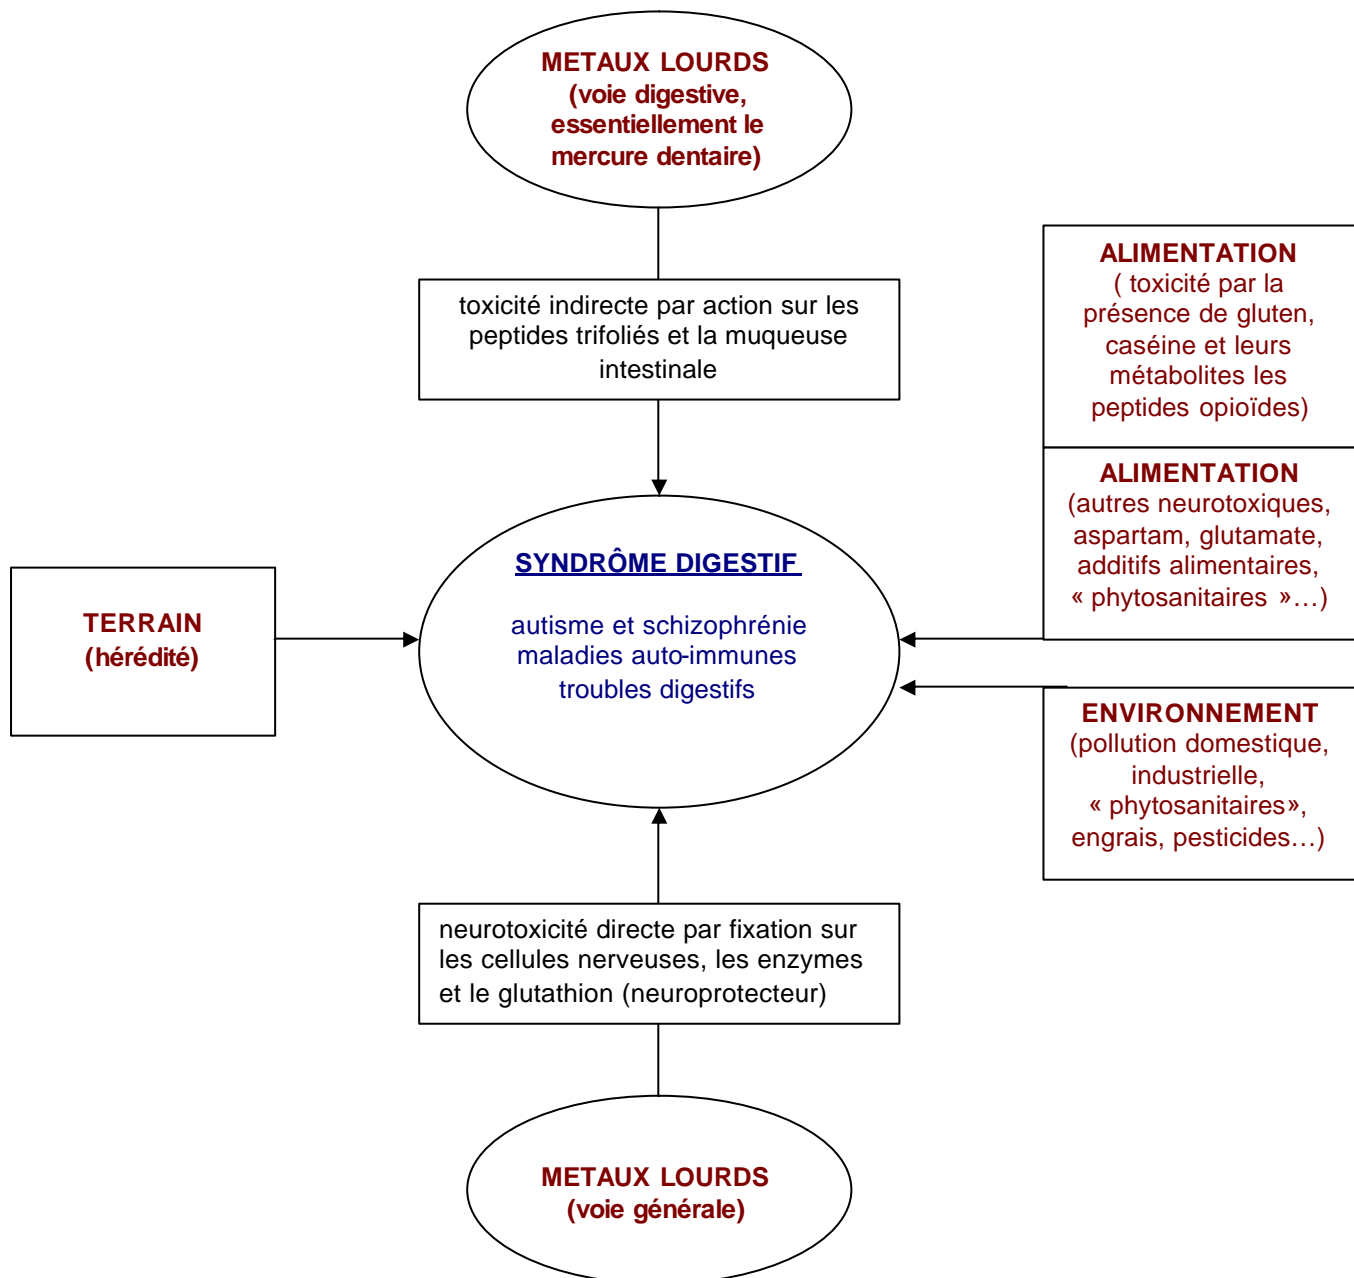 METAUX LOURDS
(voie digestive,
essentiellement le
mercure dentaire)
toxicité indirecte par action sur les
peptides trifoliés et la muqueuse
intestinale
ALIMENTATION
( toxicité par la
présence de gluten,
caséine et leurs
métabolites les
peptides opioïdes)
ALIMENTATION
(autres neurotoxiques,
aspartam, glutamate,
additifs alimentaires,
« phytosanitaires »…)
SYNDRÔME DIGESTIF
autisme et schizophrénie
maladies auto-immunes
troubles digestifs
TERRAIN
(hérédité)
ENVIRONNEMENT
(pollution domestique,
industrielle,
« phytosanitaires»,
engrais, pesticides…)
neurotoxicité directe par fixation sur
les cellules nerveuses, les enzymes
et le glutathion (neuroprotecteur)
METAUX LOURDS
(voie générale)